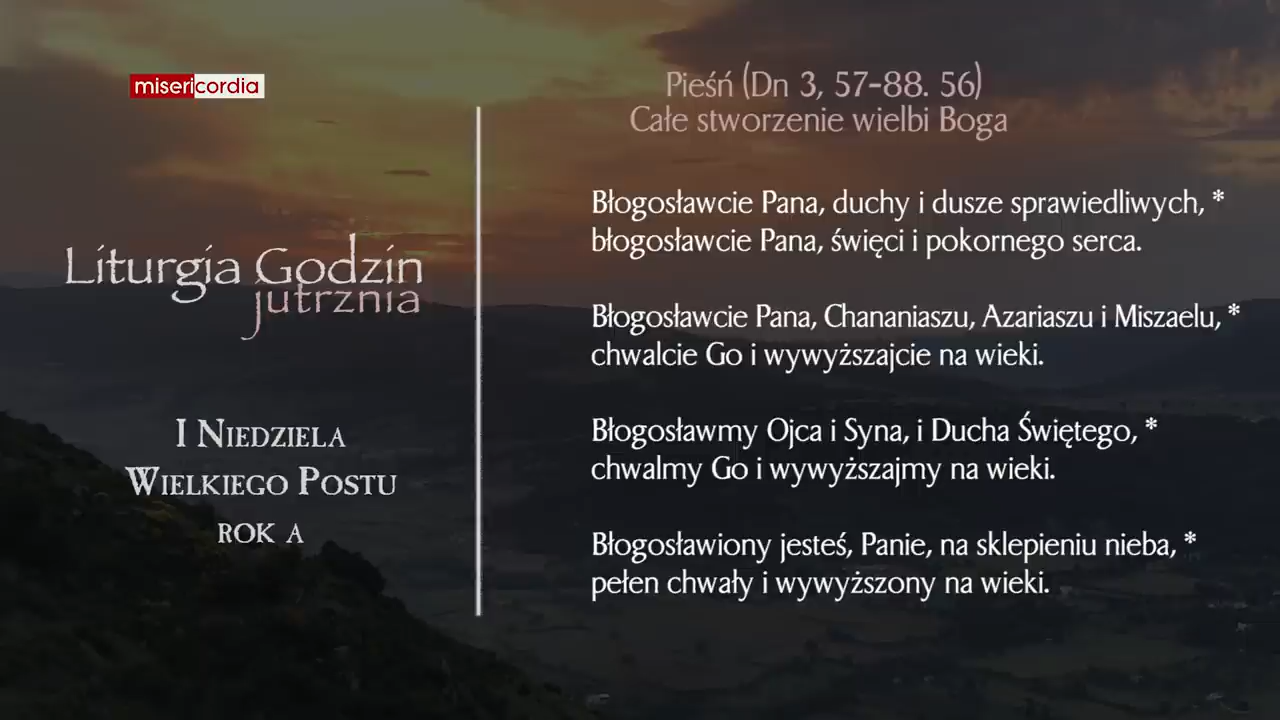 misericordia
Liturgia Godzin
jutrznia
I Niedziela
Wielkiego Postu
rok A
Pieśń (Dn 3, 57-88. 56)
Całe stworzenie wielbi Boga
Błogosławcie Pana, duchy i dusze sprawiedliwych, *
błogosławcie Pana, święci i pokornego serca.
Błogosławcie Pana, Chananiaszu, Azariaszu i Miszaelu, *
chwalcie Go i wywyższajcie na wieki.
Błogosławmy Ojca i Syna, i Ducha Świętego, *
chwalmy Go i wywyższajmy na wieki.
Błogosławiony jesteś, Panie, na sklepieniu nieba, *
pełen chwały i wywyższony na wieki.